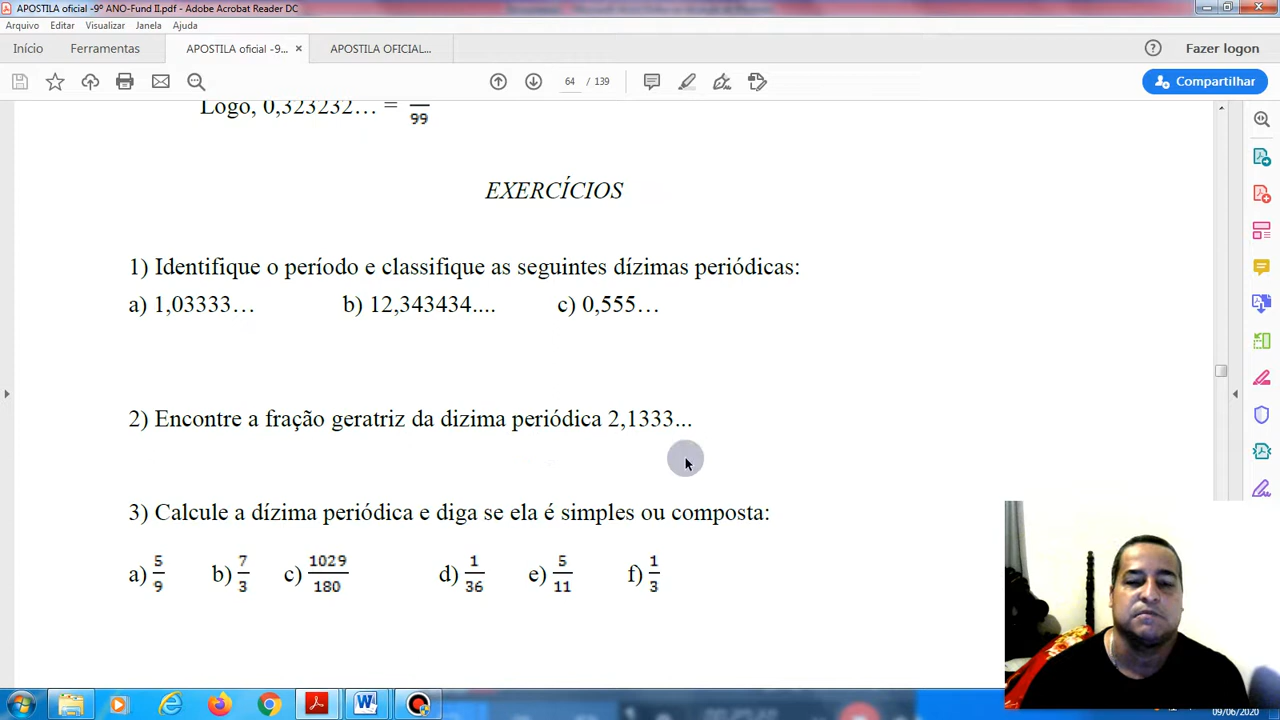 APOSTILA oficial -9º ANO-Fund II.pdf - Adobe Acrobat Reader DC
Arquivo Editar Visualizar Janela Ajuda
Início Ferramentas APOSTILA oficial -9º... × APOSTILA OFICIAL... ? Fazer logon
64 / 139 Compartilhar
Logo, 0,323232… = 
99
EXERCÍCIOS
1) Identifique o período e classifique as seguintes dízimas periódicas:
a) 1,03333… b) 12,343434.... c) 0,555…
2) Encontre a fração geratriz da dizima periódica 2,1333...
3) Calcule a dízima periódica e diga se ela é simples ou composta:
a) 5/9 b) 7/3 c) 1029/180 d) 1/36 e) 5/11 f) 1/3
09/06/2020